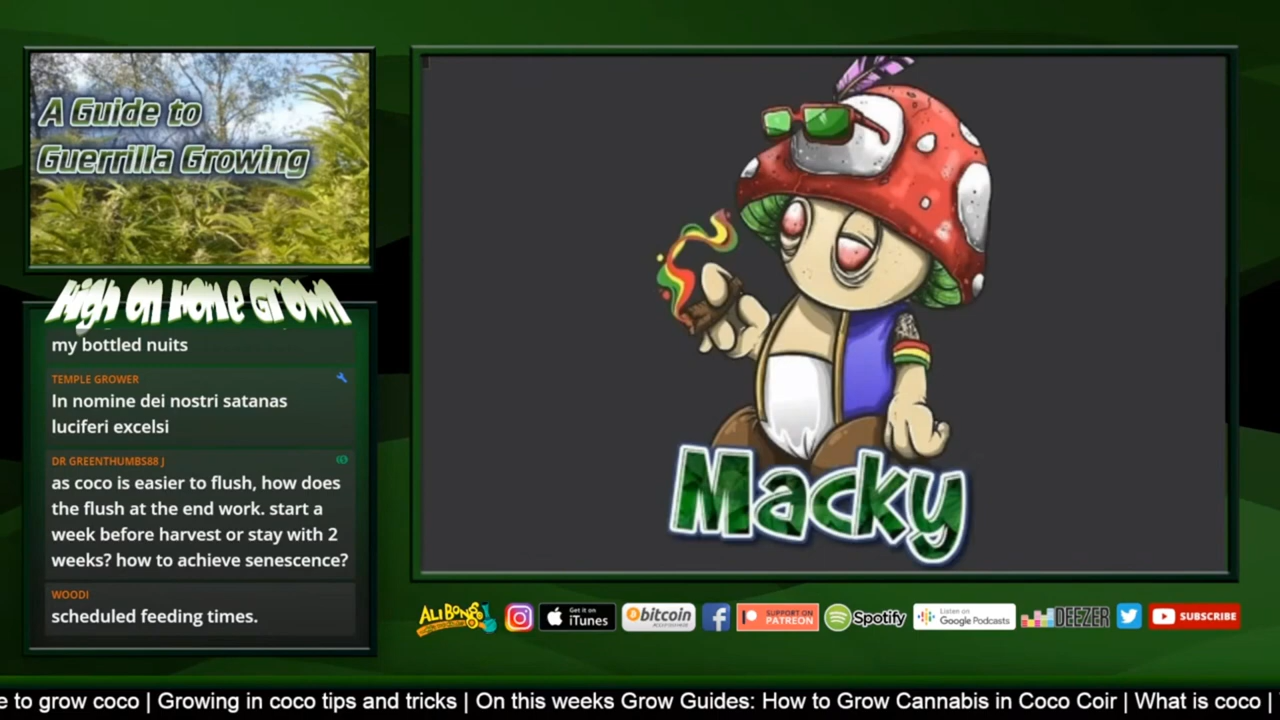 A Guide to
Guerrilla Growing
High on Home Grown
my bottled nuits
TEMPLE GROWER
In nomine dei nostri satanas
luciferi excelsi
DR GREENTHUMBS88 J
as coco is easier to flush, how does
the flush at the end work. start a
week before harvest or stay with 2
weeks? how to achieve senescence?
WOODI
scheduled feeding times.
Macky
ALIBONGO
Get it on
iTunes
bitcoin
SUPPORT ON
PATREON
Spotify
Listen on
Google Podcasts
DEEZER
SUBSCRIBE
e to grow coco | Growing in coco tips and tricks | On this weeks Grow Guides: How to Grow Cannabis in Coco Coir | What is coco |